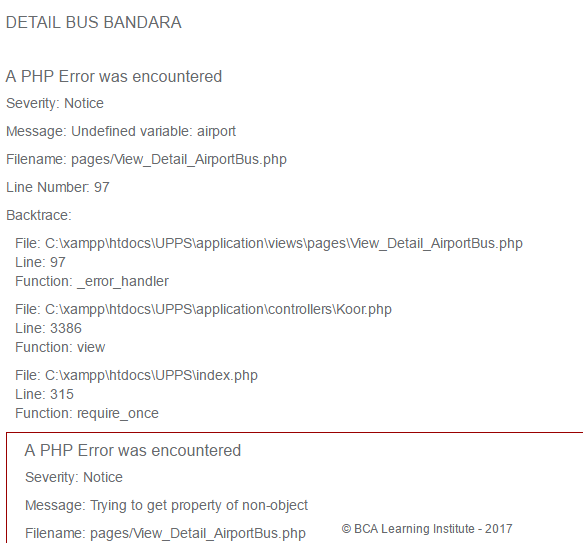 DETAIL BUS BANDARA
A PHP Error was encountered
Severity: Notice
Message: Undefined variable: airport
Filename: pages/View_Detail_AirportBus.php
Line Number: 97
Backtrace:
File: C:\xampp\htdocs\UPPS\application\views\pages\View_Detail_AirportBus.php
Line: 97
Function: _error_handler
File: C:\xampp\htdocs\UPPS\application\controllers\Koor.php
Line: 3386
Function: view
File: C:\xampp\htdocs\UPPS\index.php
Line: 315
Function: require_once
A PHP Error was encountered
Severity: Notice
Message: Trying to get property of non-object
Filename: pages/View_Detail_AirportBus.php
© BCA Learning Institute - 2017